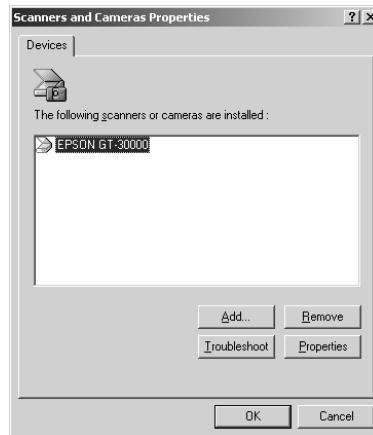 Scanners and Cameras Properties
Devices
The following scanners or cameras are installed :
EPSON GT-30000
Add...
Remove
Troubleshoot
Properties
OK
Cancel